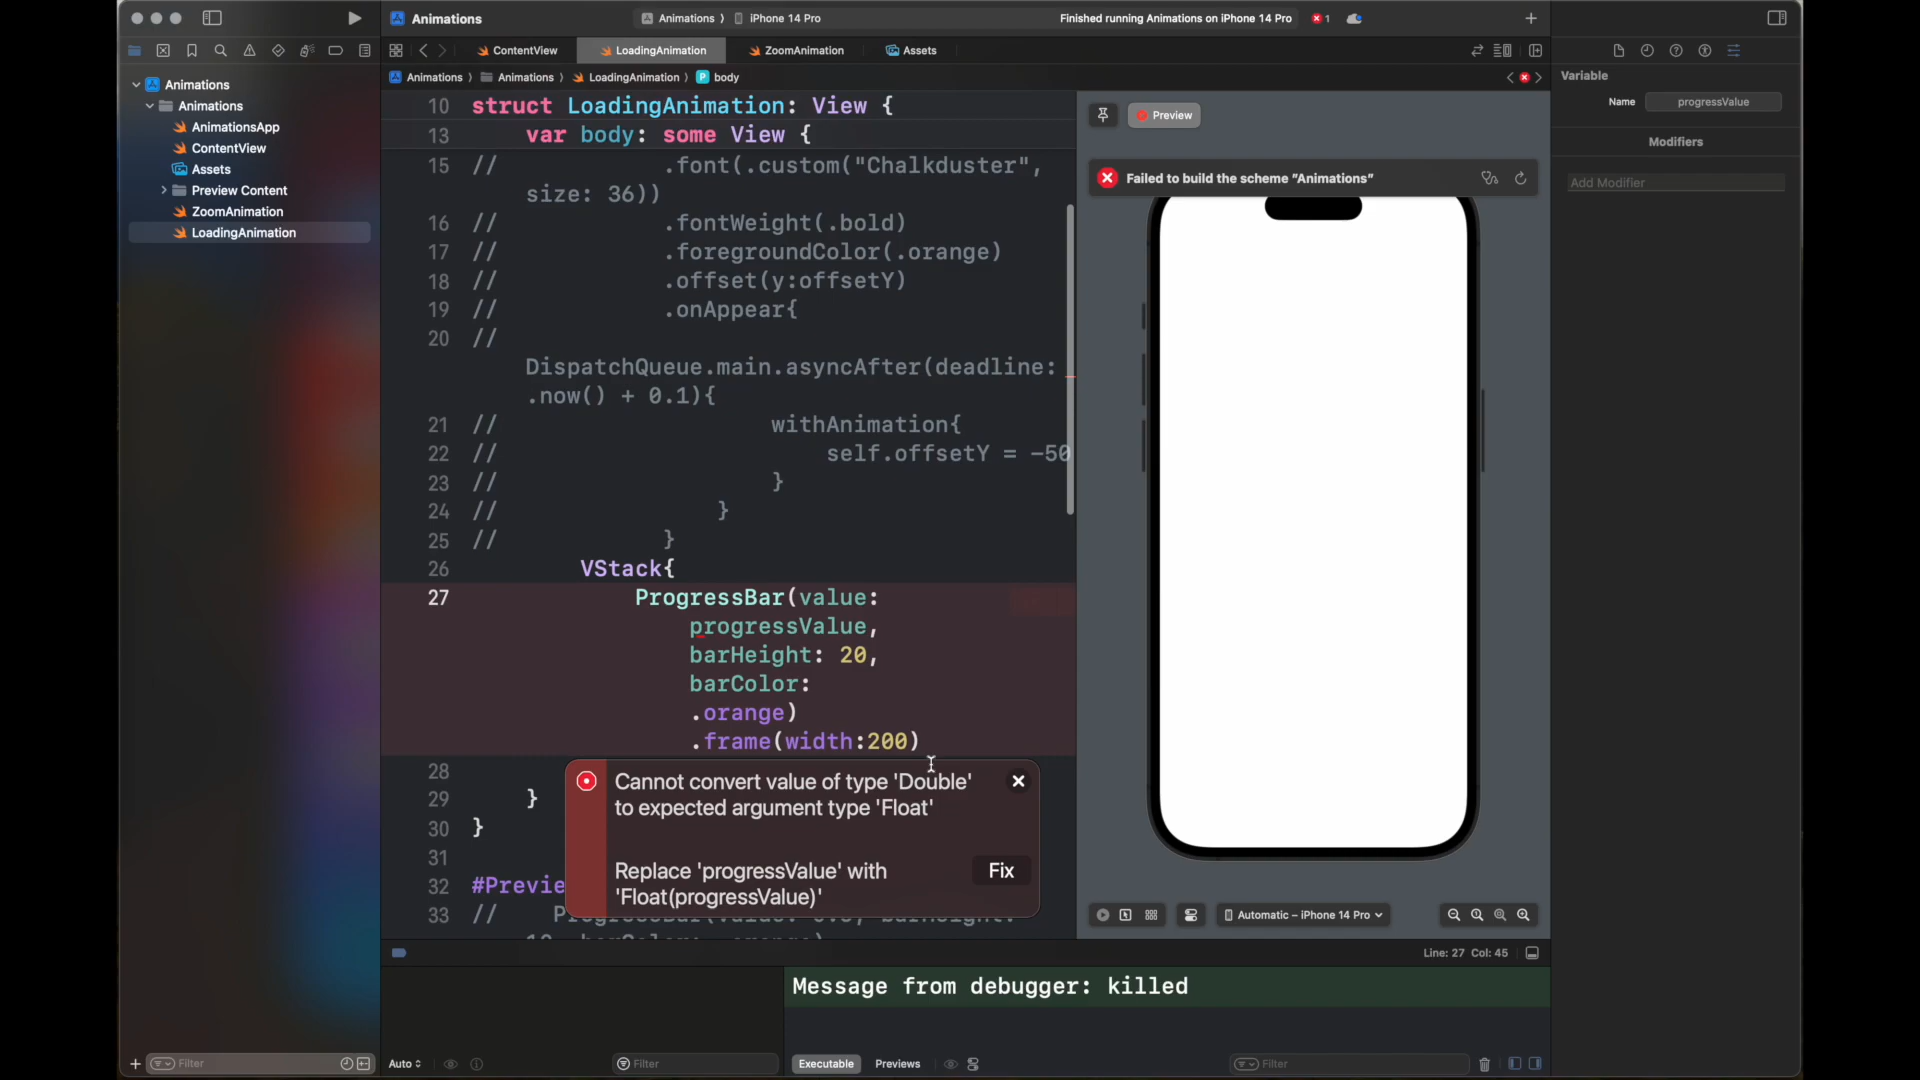 Animations
Animations 〉 iPhone 14 Pro
Finished running Animations on iPhone 14 Pro
1
ContentView
LoadingAnimation
ZoomAnimation
Assets
Animations 〉 Animations 〉 LoadingAnimation 〉 P body
Animations
Animations
AnimationsApp
ContentView
Assets
Preview Content
ZoomAnimation
LoadingAnimation
10 struct LoadingAnimation: View {
13 var body: some View {
15 // .font(.custom("Chalkduster",
size: 36))
16 // .fontWeight(.bold)
17 // .foregroundColor(.orange)
18 // .offset(y:offsetY)
19 // .onAppear{
20 //
DispatchQueue.main.asyncAfter(deadline:
.now() + 0.1){
21 // withAnimation{
22 // self.offsetY = -50
23 // }
24 // }
25 // }
26 VStack{
27 ProgressBar(value:
progressValue,
barHeight: 20,
barColor:
.orange)
.frame(width:200)
28
29 }
30 }
31
32 #Previe
33 //
Cannot convert value of type 'Double'
to expected argument type 'Float'
Replace 'progressValue' with
'Float(progressValue)'
Fix
Preview
Failed to build the scheme "Animations"
Automatic – iPhone 14 Pro
Variable
Name progressValue
Modifiers
Add Modifier
Line: 27 Col: 45
Message from debugger: killed
Filter
Auto
Filter
Executable
Previews
Filter